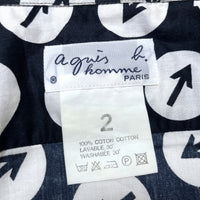 agnès b.
® homme
PARIS
2
100% COTON COTTON
LAVABLE 30°
WASHABLE 30°